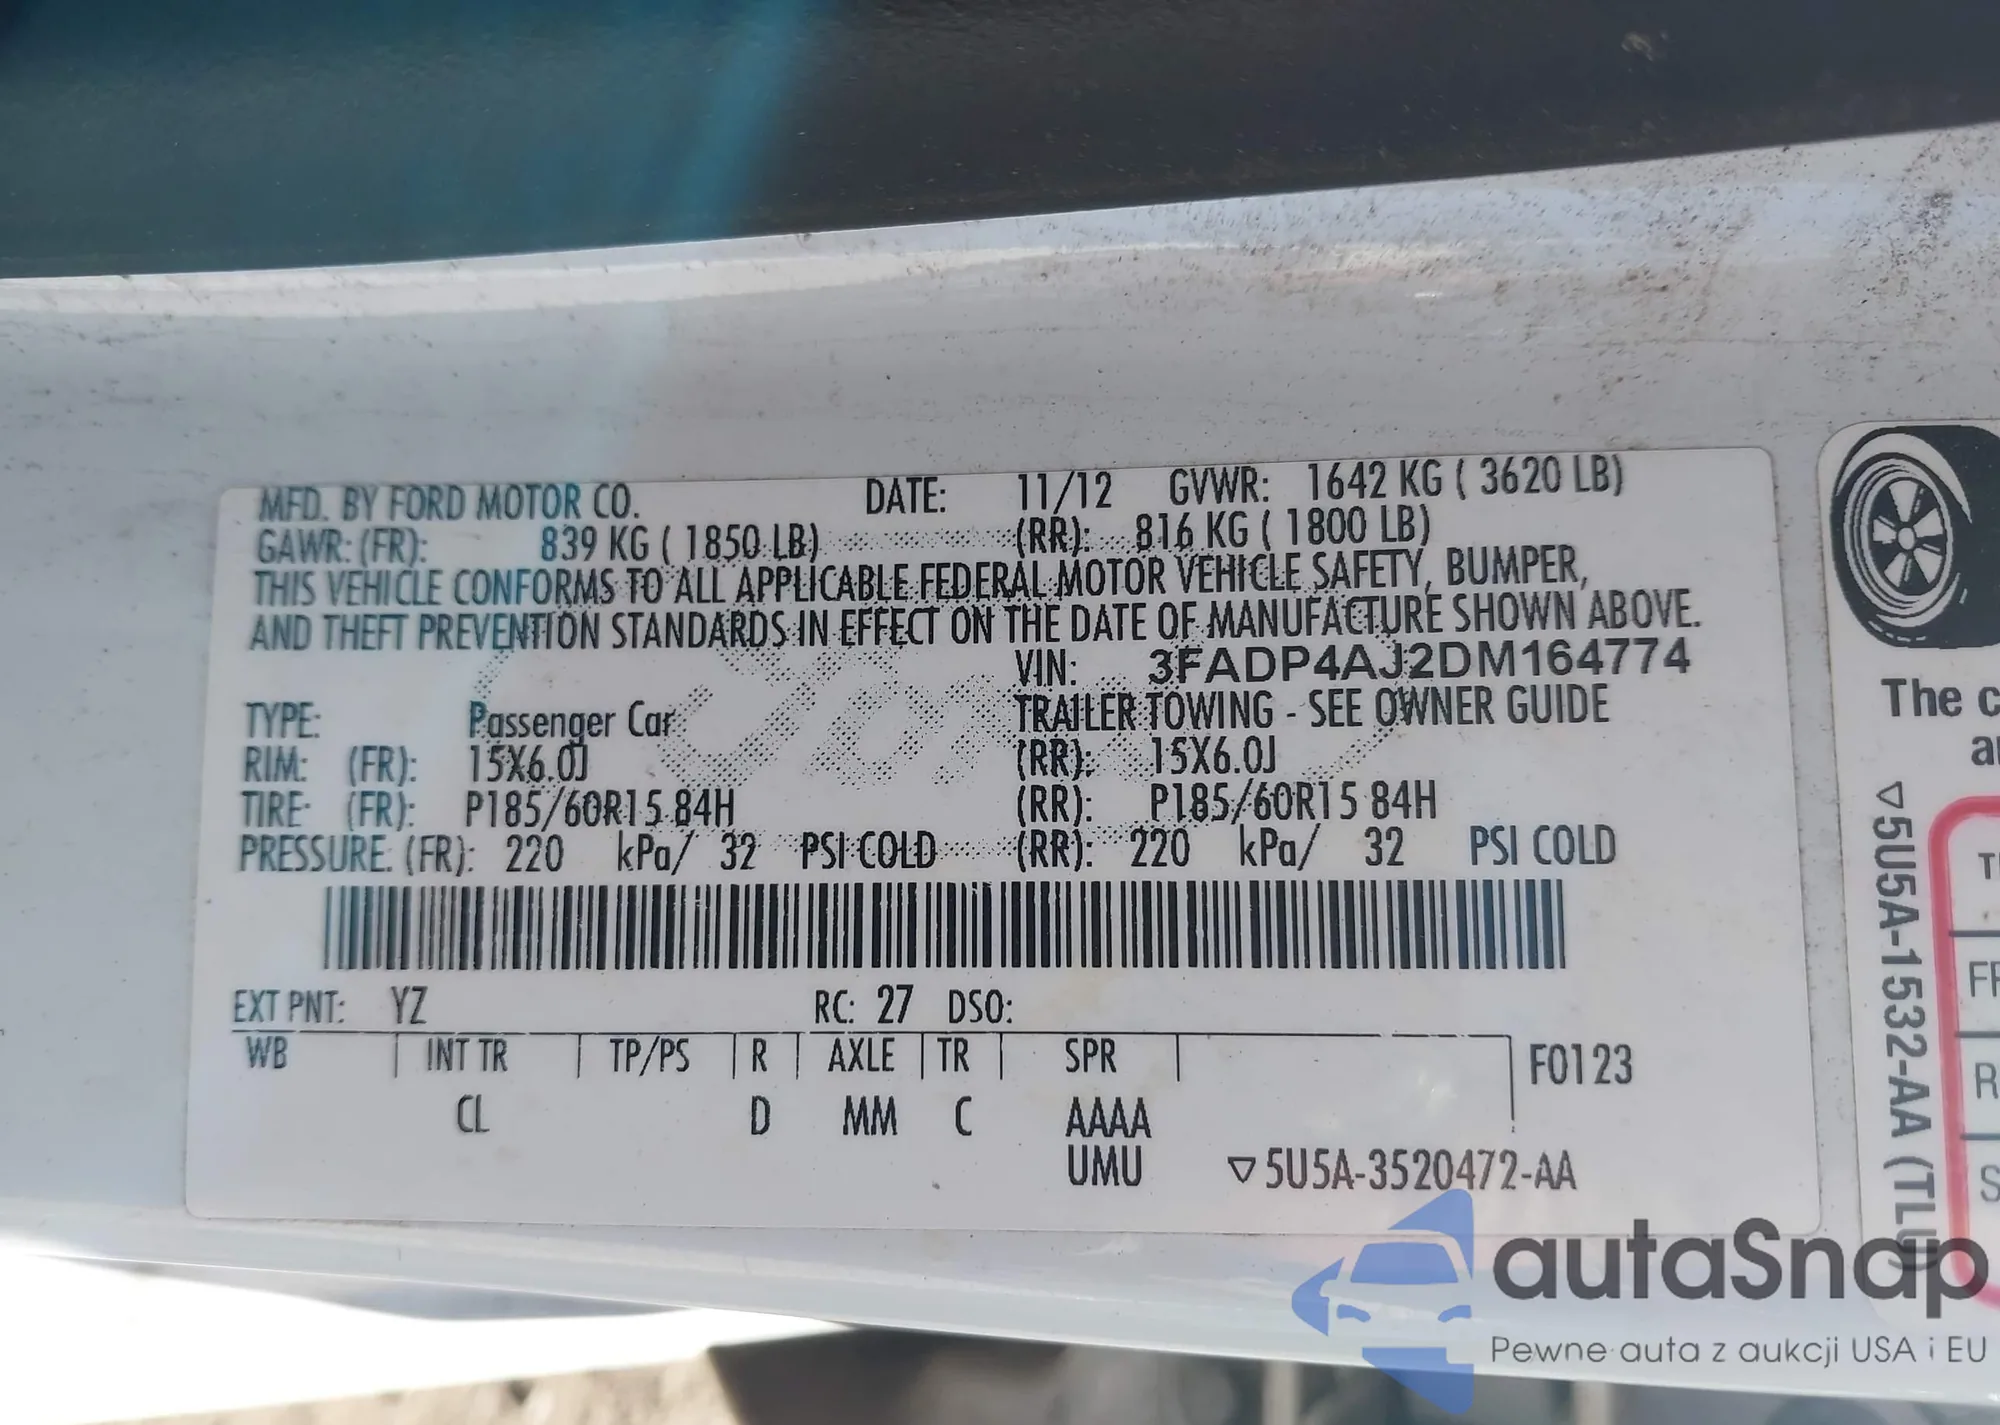 MFD. BY FORD MOTOR CO. DATE: 11/12 GVWR: 1642 KG ( 3620 LB)
GAWR: (FR): 839 KG ( 1850 LB) (RR): 816 KG ( 1800 LB)
THIS VEHICLE CONFORMS TO ALL APPLICABLE FEDERAL MOTOR VEHICLE SAFETY, BUMPER,
AND THEFT PREVENTION STANDARDS IN EFFECT ON THE DATE OF MANUFACTURE SHOWN ABOVE.
VIN: 3FADP4AJ2DM164774
TYPE: Passenger Car TRAILER TOWING - SEE OWNER GUIDE
RIM: (FR): 15X6.0J (RR): 15X6.0J
TIRE: (FR): P185/60R15 84H (RR): P185/60R15 84H
PRESSURE: (FR): 220 kPa/ 32 PSI COLD (RR): 220 kPa/ 32 PSI COLD
EXT PNT: YZ RC: 27 DSO:
WB INT TR TP/PS R AXLE TR SPR F0123
CL D MM C AAAA
UMU ▽5U5A-3520472-AA
The
▽5U5A-1532-AA (TLU)
autaSnap
Pewne auta z aukcji USA i EU